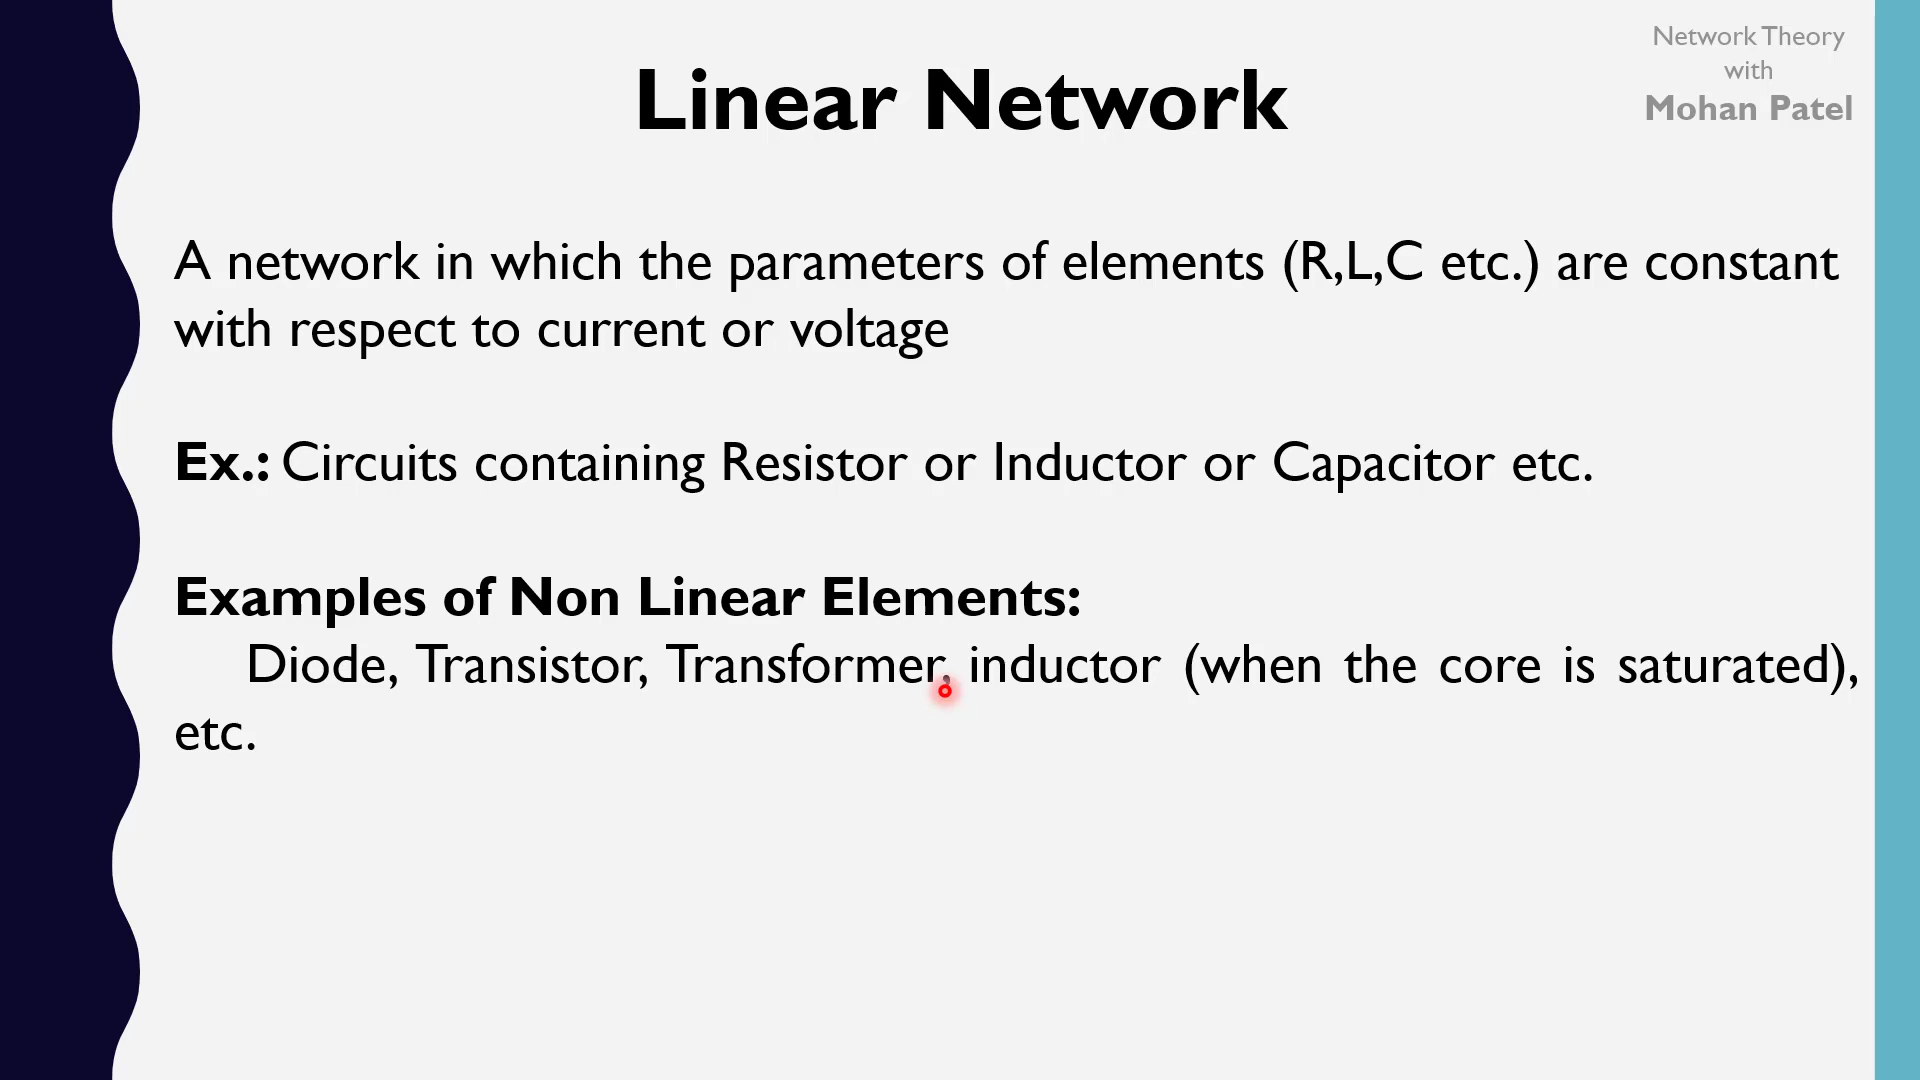 Network Theory
with
Mohan Patel
Linear Network
A network in which the parameters of elements (R,L,C etc.) are constant
with respect to current or voltage
Ex.: Circuits containing Resistor or Inductor or Capacitor etc.
Examples of Non Linear Elements:
Diode, Transistor, Transformer, inductor (when the core is saturated),
etc.